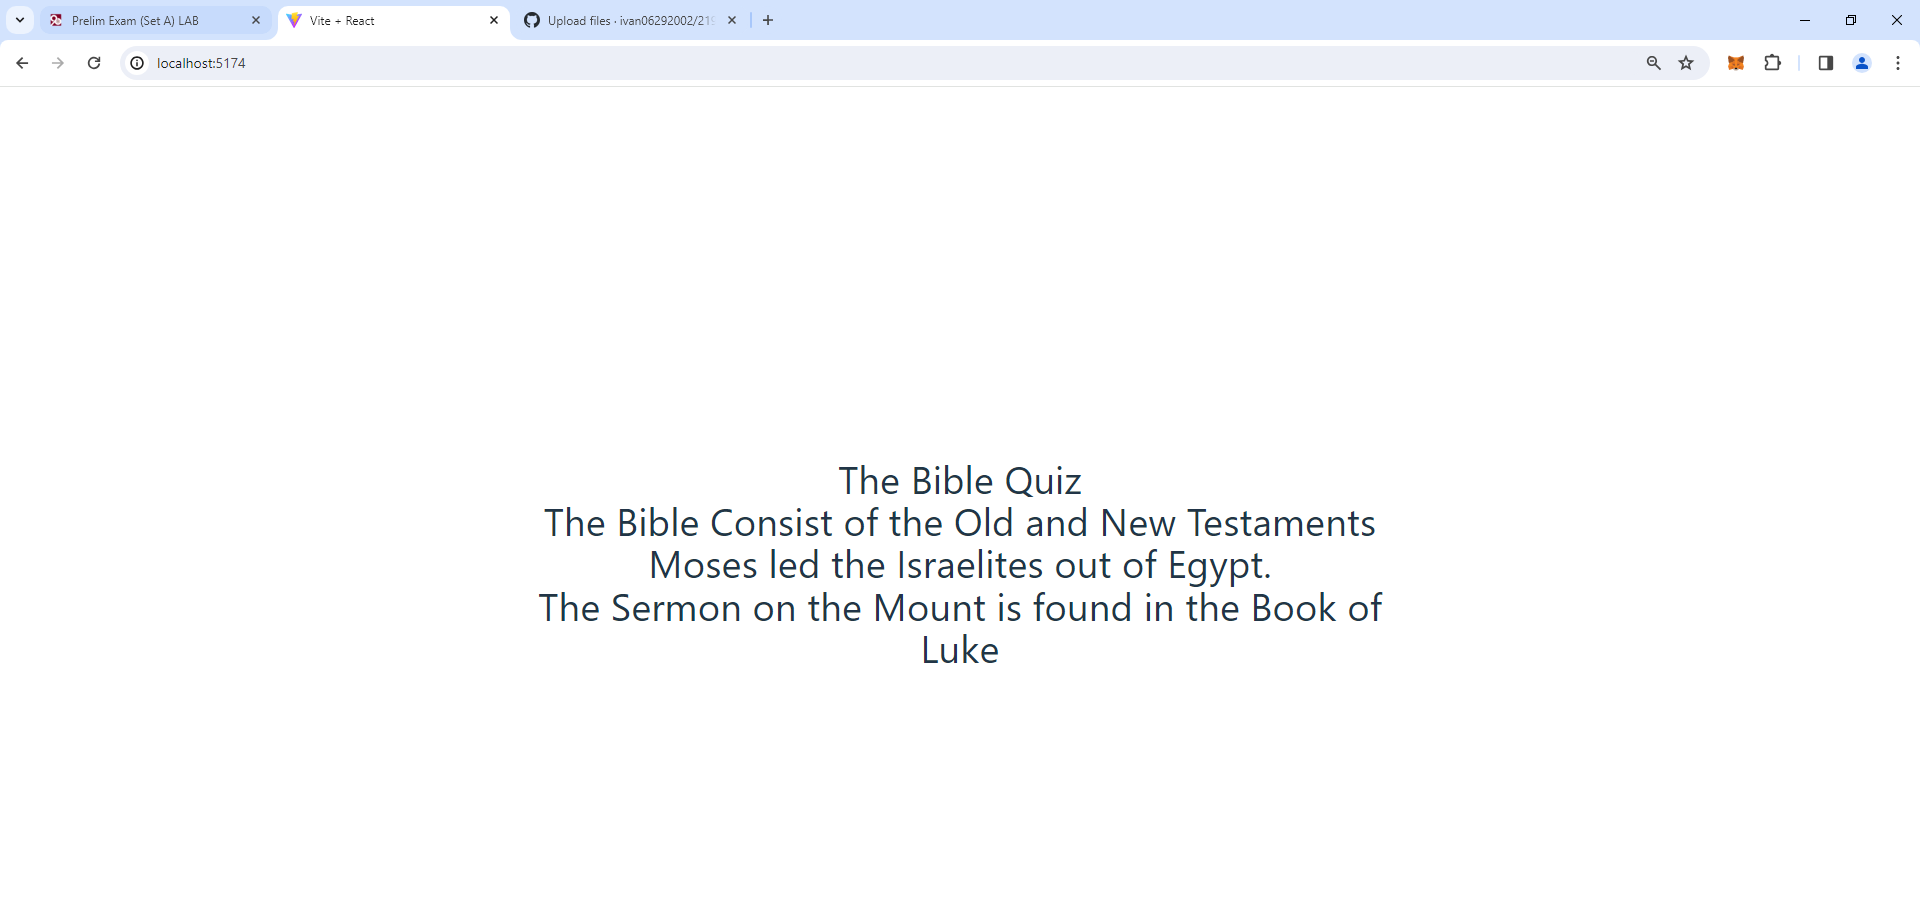 Prelim Exam (Set A) LAB
Vite + React
Upload files · ivan06292002/219
localhost:5174
The Bible Quiz
The Bible Consist of the Old and New Testaments
Moses led the Israelites out of Egypt.
The Sermon on the Mount is found in the Book of
Luke